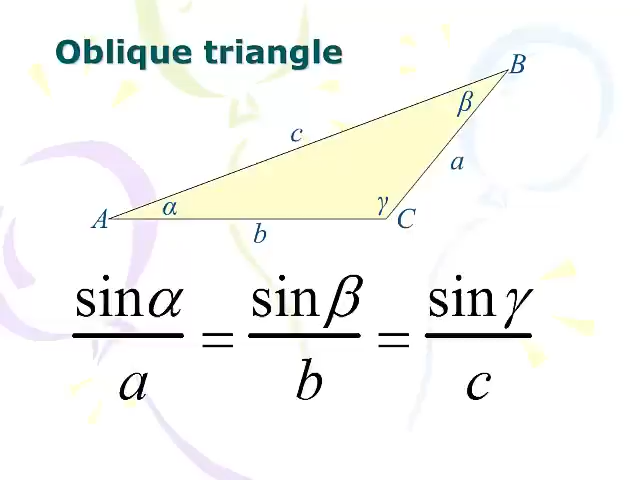 Oblique triangle
B
β
c
a
α
γ
A
C
b
sinα/a = sinβ/b = sinγ/c